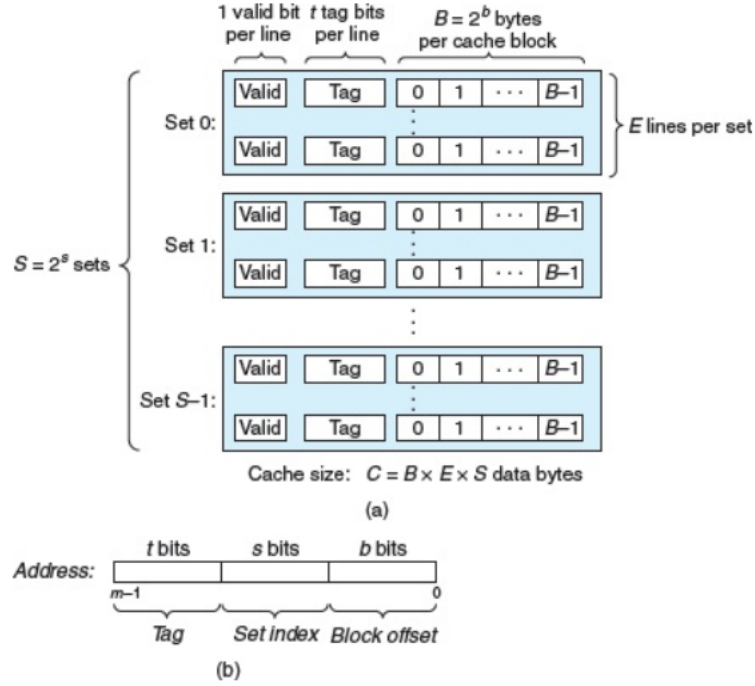 1 valid bit per line
t tag bits per line
B = 2^b bytes per cache block
Set 0:
Valid Tag 0 1 ··· B–1
Valid Tag 0 1 ··· B–1
E lines per set
Set 1:
Valid Tag 0 1 ··· B–1
Valid Tag 0 1 ··· B–1
S = 2^s sets
Set S–1:
Valid Tag 0 1 ··· B–1
Valid Tag 0 1 ··· B–1
Cache size: C = B × E × S data bytes
(a)
t bits s bits b bits
Address:
m–1 0
Tag Set index Block offset
(b)